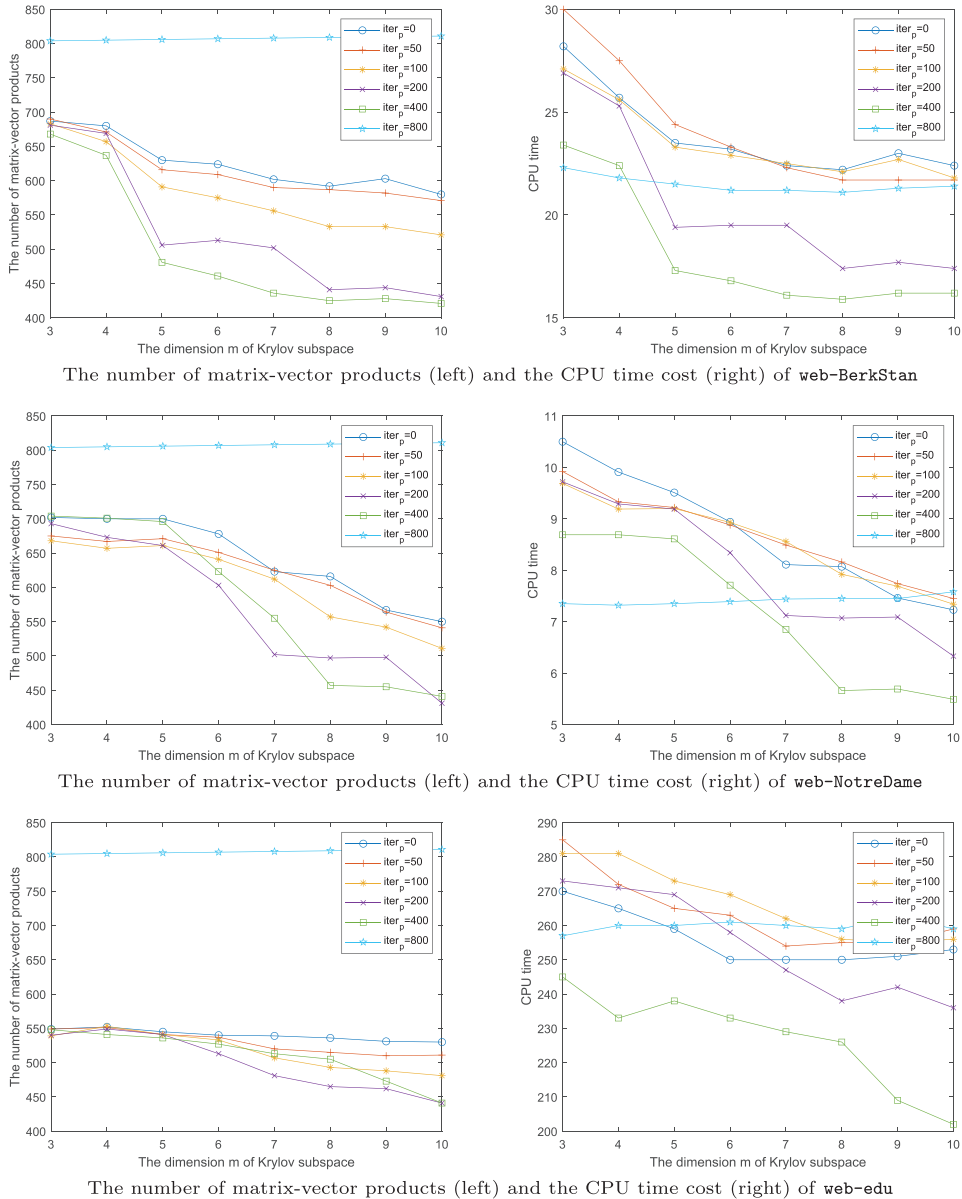 850
800
750
700
650
600
550
500
450
400
The number of matrix-vector products
3 4 5 6 7 8 9 10
The dimension m of Krylov subspace
iter_p=0
iter_p=50
iter_p=100
iter_p=200
iter_p=400
iter_p=800
30
25
20
15
CPU time
3 4 5 6 7 8 9 10
The dimension m of Krylov subspace
iter_p=0
iter_p=50
iter_p=100
iter_p=200
iter_p=400
iter_p=800
The number of matrix-vector products (left) and the CPU time cost (right) of web-BerkStan
850
800
750
700
650
600
550
500
450
400
The number of matrix-vector products
3 4 5 6 7 8 9 10
The dimension m of Krylov subspace
iter_p=0
iter_p=50
iter_p=100
iter_p=200
iter_p=400
iter_p=800
11
10
9
8
7
6
5
CPU time
3 4 5 6 7 8 9 10
The dimension m of Krylov subspace
iter_p=0
iter_p=50
iter_p=100
iter_p=200
iter_p=400
iter_p=800
The number of matrix-vector products (left) and the CPU time cost (right) of web-NotreDame
850
800
750
700
650
600
550
500
450
400
The number of matrix-vector products
3 4 5 6 7 8 9 10
The dimension m of Krylov subspace
iter_p=0
iter_p=50
iter_p=100
iter_p=200
iter_p=400
iter_p=800
290
280
270
260
250
240
230
220
210
200
CPU time
3 4 5 6 7 8 9 10
The dimension m of Krylov subspace
iter_p=0
iter_p=50
iter_p=100
iter_p=200
iter_p=400
iter_p=800
The number of matrix-vector products (left) and the CPU time cost (right) of web-edu